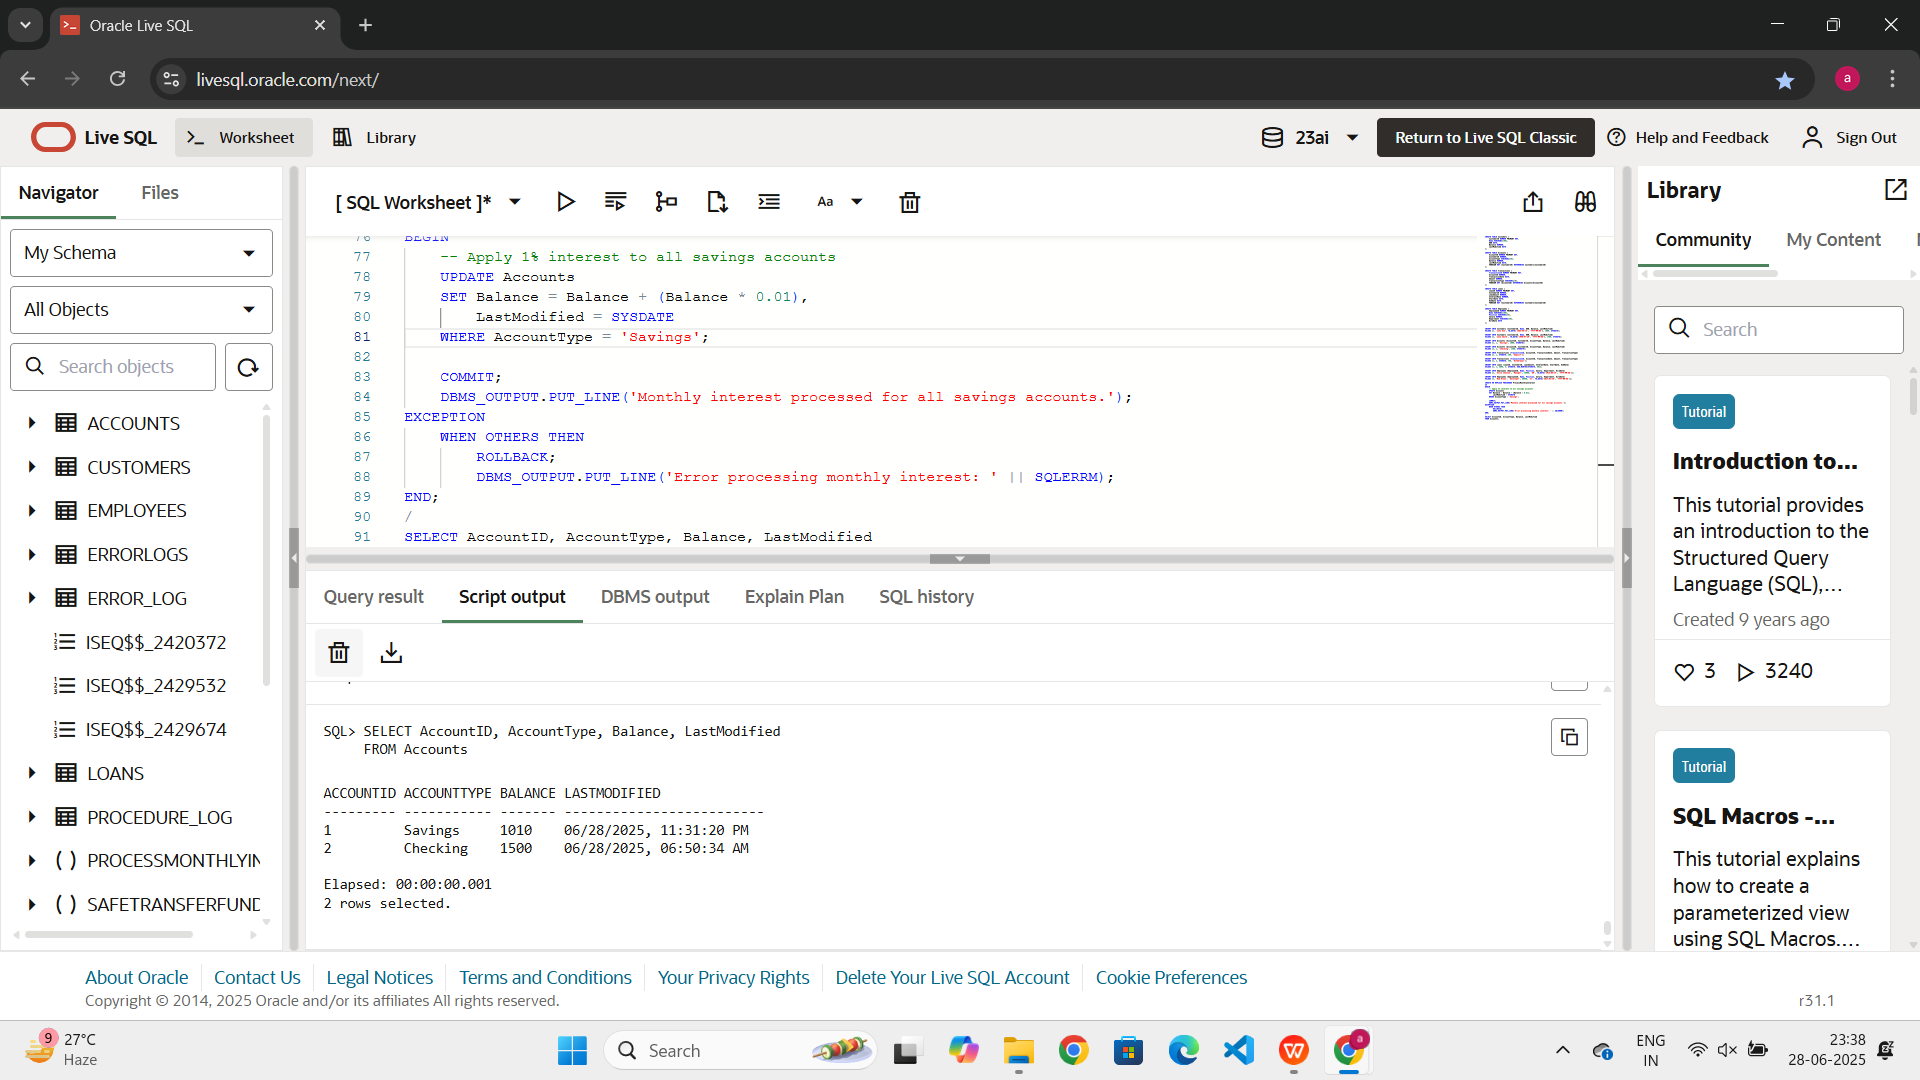 Oracle Live SQL
livesql.oracle.com/next/
a
Live SQL
Worksheet
Library
23ai
Return to Live SQL Classic
Help and Feedback
Sign Out
Navigator
Files
My Schema
All Objects
Search objects
ACCOUNTS
CUSTOMERS
EMPLOYEES
ERRORLOGS
ERROR_LOG
ISEQ$$_2420372
ISEQ$$_2429532
ISEQ$$_2429674
LOANS
PROCEDURE_LOG
PROCESSMONTHLYIN
SAFETRANSFERFUND
[ SQL Worksheet ]*
Aa
76 BEGIN
77 -- Apply 1% interest to all savings accounts
78 UPDATE Accounts
79 SET Balance = Balance + (Balance * 0.01),
80 LastModified = SYSDATE
81 WHERE AccountType = 'Savings';
82
83 COMMIT;
84 DBMS_OUTPUT.PUT_LINE('Monthly interest processed for all savings accounts.');
85 EXCEPTION
86 WHEN OTHERS THEN
87 ROLLBACK;
88 DBMS_OUTPUT.PUT_LINE('Error processing monthly interest: ' || SQLERRM);
89 END;
90 /
91 SELECT AccountID, AccountType, Balance, LastModified
Query result
Script output
DBMS output
Explain Plan
SQL history
SQL> SELECT AccountID, AccountType, Balance, LastModified
FROM Accounts
ACCOUNTID ACCOUNTTYPE BALANCE LASTMODIFIED
--------- ----------- ------- -------------------------
1 Savings 1010 06/28/2025, 11:31:20 PM
2 Checking 1500 06/28/2025, 06:50:34 AM
Elapsed: 00:00:00.001
2 rows selected.
Library
Community
My Content
Search
Tutorial
Introduction to...
This tutorial provides
an introduction to the
Structured Query
Language (SQL),...
Created 9 years ago
3
3240
Tutorial
SQL Macros -...
This tutorial explains
how to create a
parameterized view
using SQL Macros....
About Oracle
Contact Us
Legal Notices
Terms and Conditions
Your Privacy Rights
Delete Your Live SQL Account
Cookie Preferences
Copyright © 2014, 2025 Oracle and/or its affiliates All rights reserved.
r31.1
9
27°C
Haze
Search
a
ENG
IN
23:38
28-06-2025